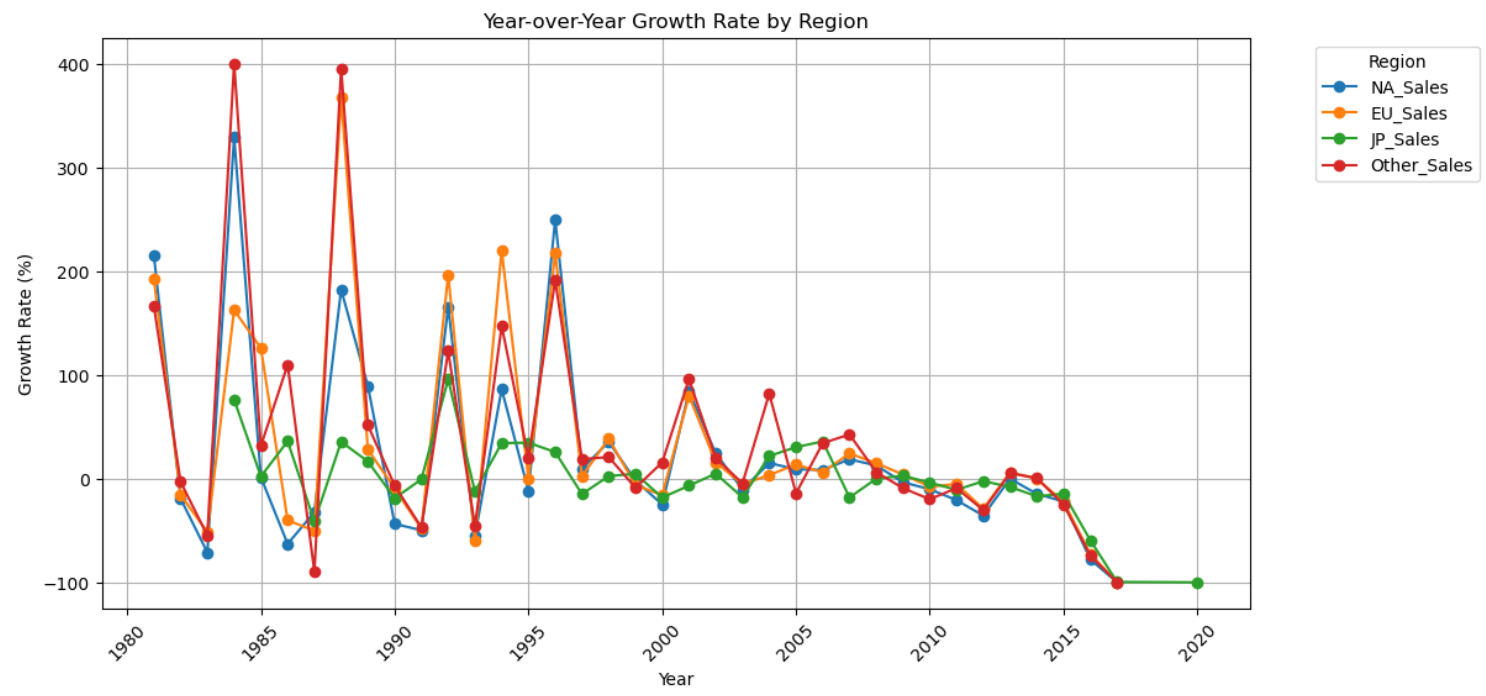 Year-over-Year Growth Rate by Region
Growth Rate (%)
400
300
200
100
0
−100
1980
1985
1990
1995
2000
2005
2010
2015
2020
Year
Region
NA_Sales
EU_Sales
JP_Sales
Other_Sales